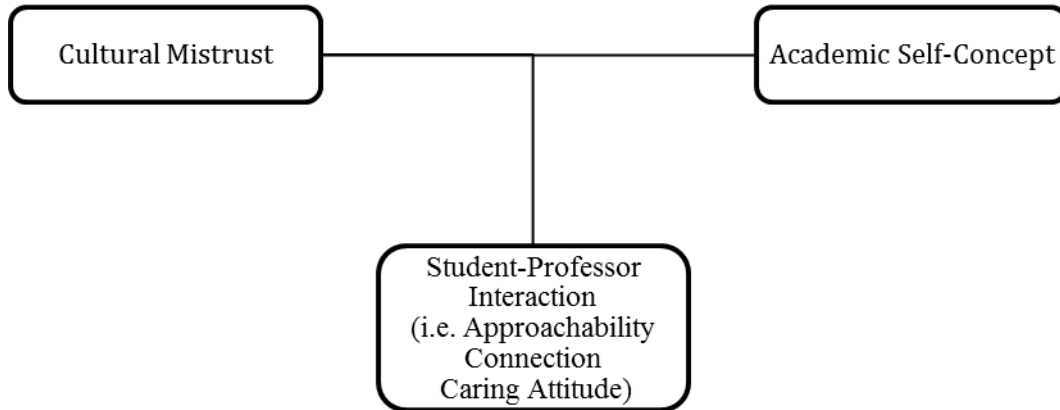 Cultural Mistrust
Academic Self-Concept
Student-Professor
Interaction
(i.e. Approachability
Connection
Caring Attitude)